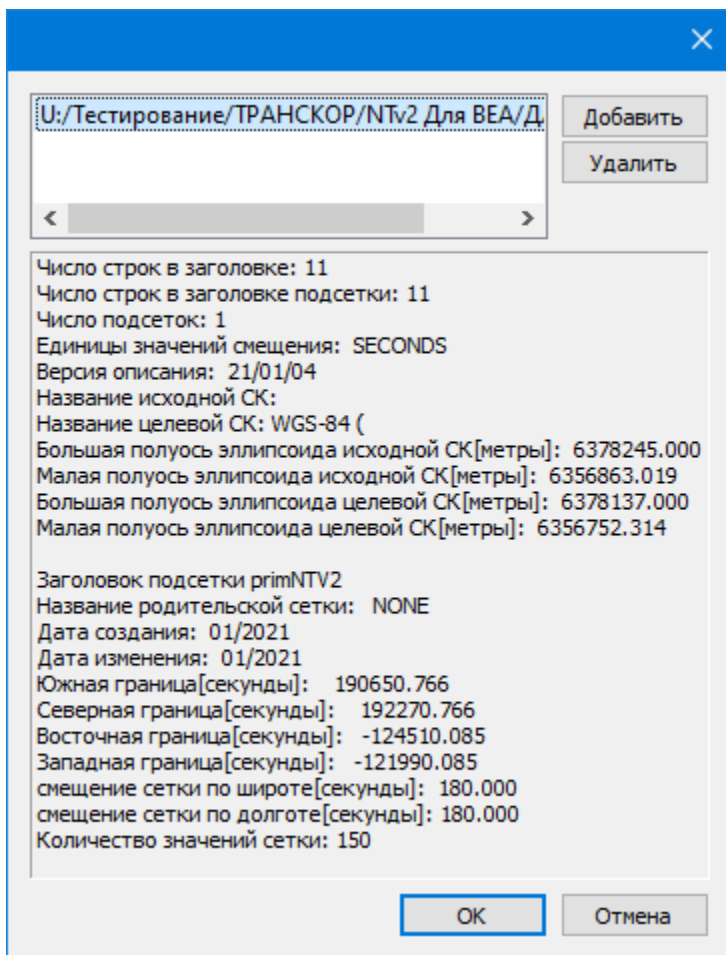 U:/Тестирование/ТРАНСКОР/NTv2 Для ВЕА/Д
Добавить
Удалить
Число строк в заголовке: 11
Число строк в заголовке подсетки: 11
Число подсеток: 1
Единицы значений смещения: SECONDS
Версия описания: 21/01/04
Название исходной СК:
Название целевой СК: WGS-84 (
Большая полуось эллипсоида исходной СК[метры]: 6378245.000
Малая полуось эллипсоида исходной СК[метры]: 6356863.019
Большая полуось эллипсоида целевой СК[метры]: 6378137.000
Малая полуось эллипсоида целевой СК[метры]: 6356752.314
Заголовок подсетки primNTV2
Название родительской сетки: NONE
Дата создания: 01/2021
Дата изменения: 01/2021
Южная граница[секунды]: 190650.766
Северная граница[секунды]: 192270.766
Восточная граница[секунды]: -124510.085
Западная граница[секунды]: -121990.085
смещение сетки по широте[секунды]: 180.000
смещение сетки по долготе[секунды]: 180.000
Количество значений сетки: 150
OK
Отмена